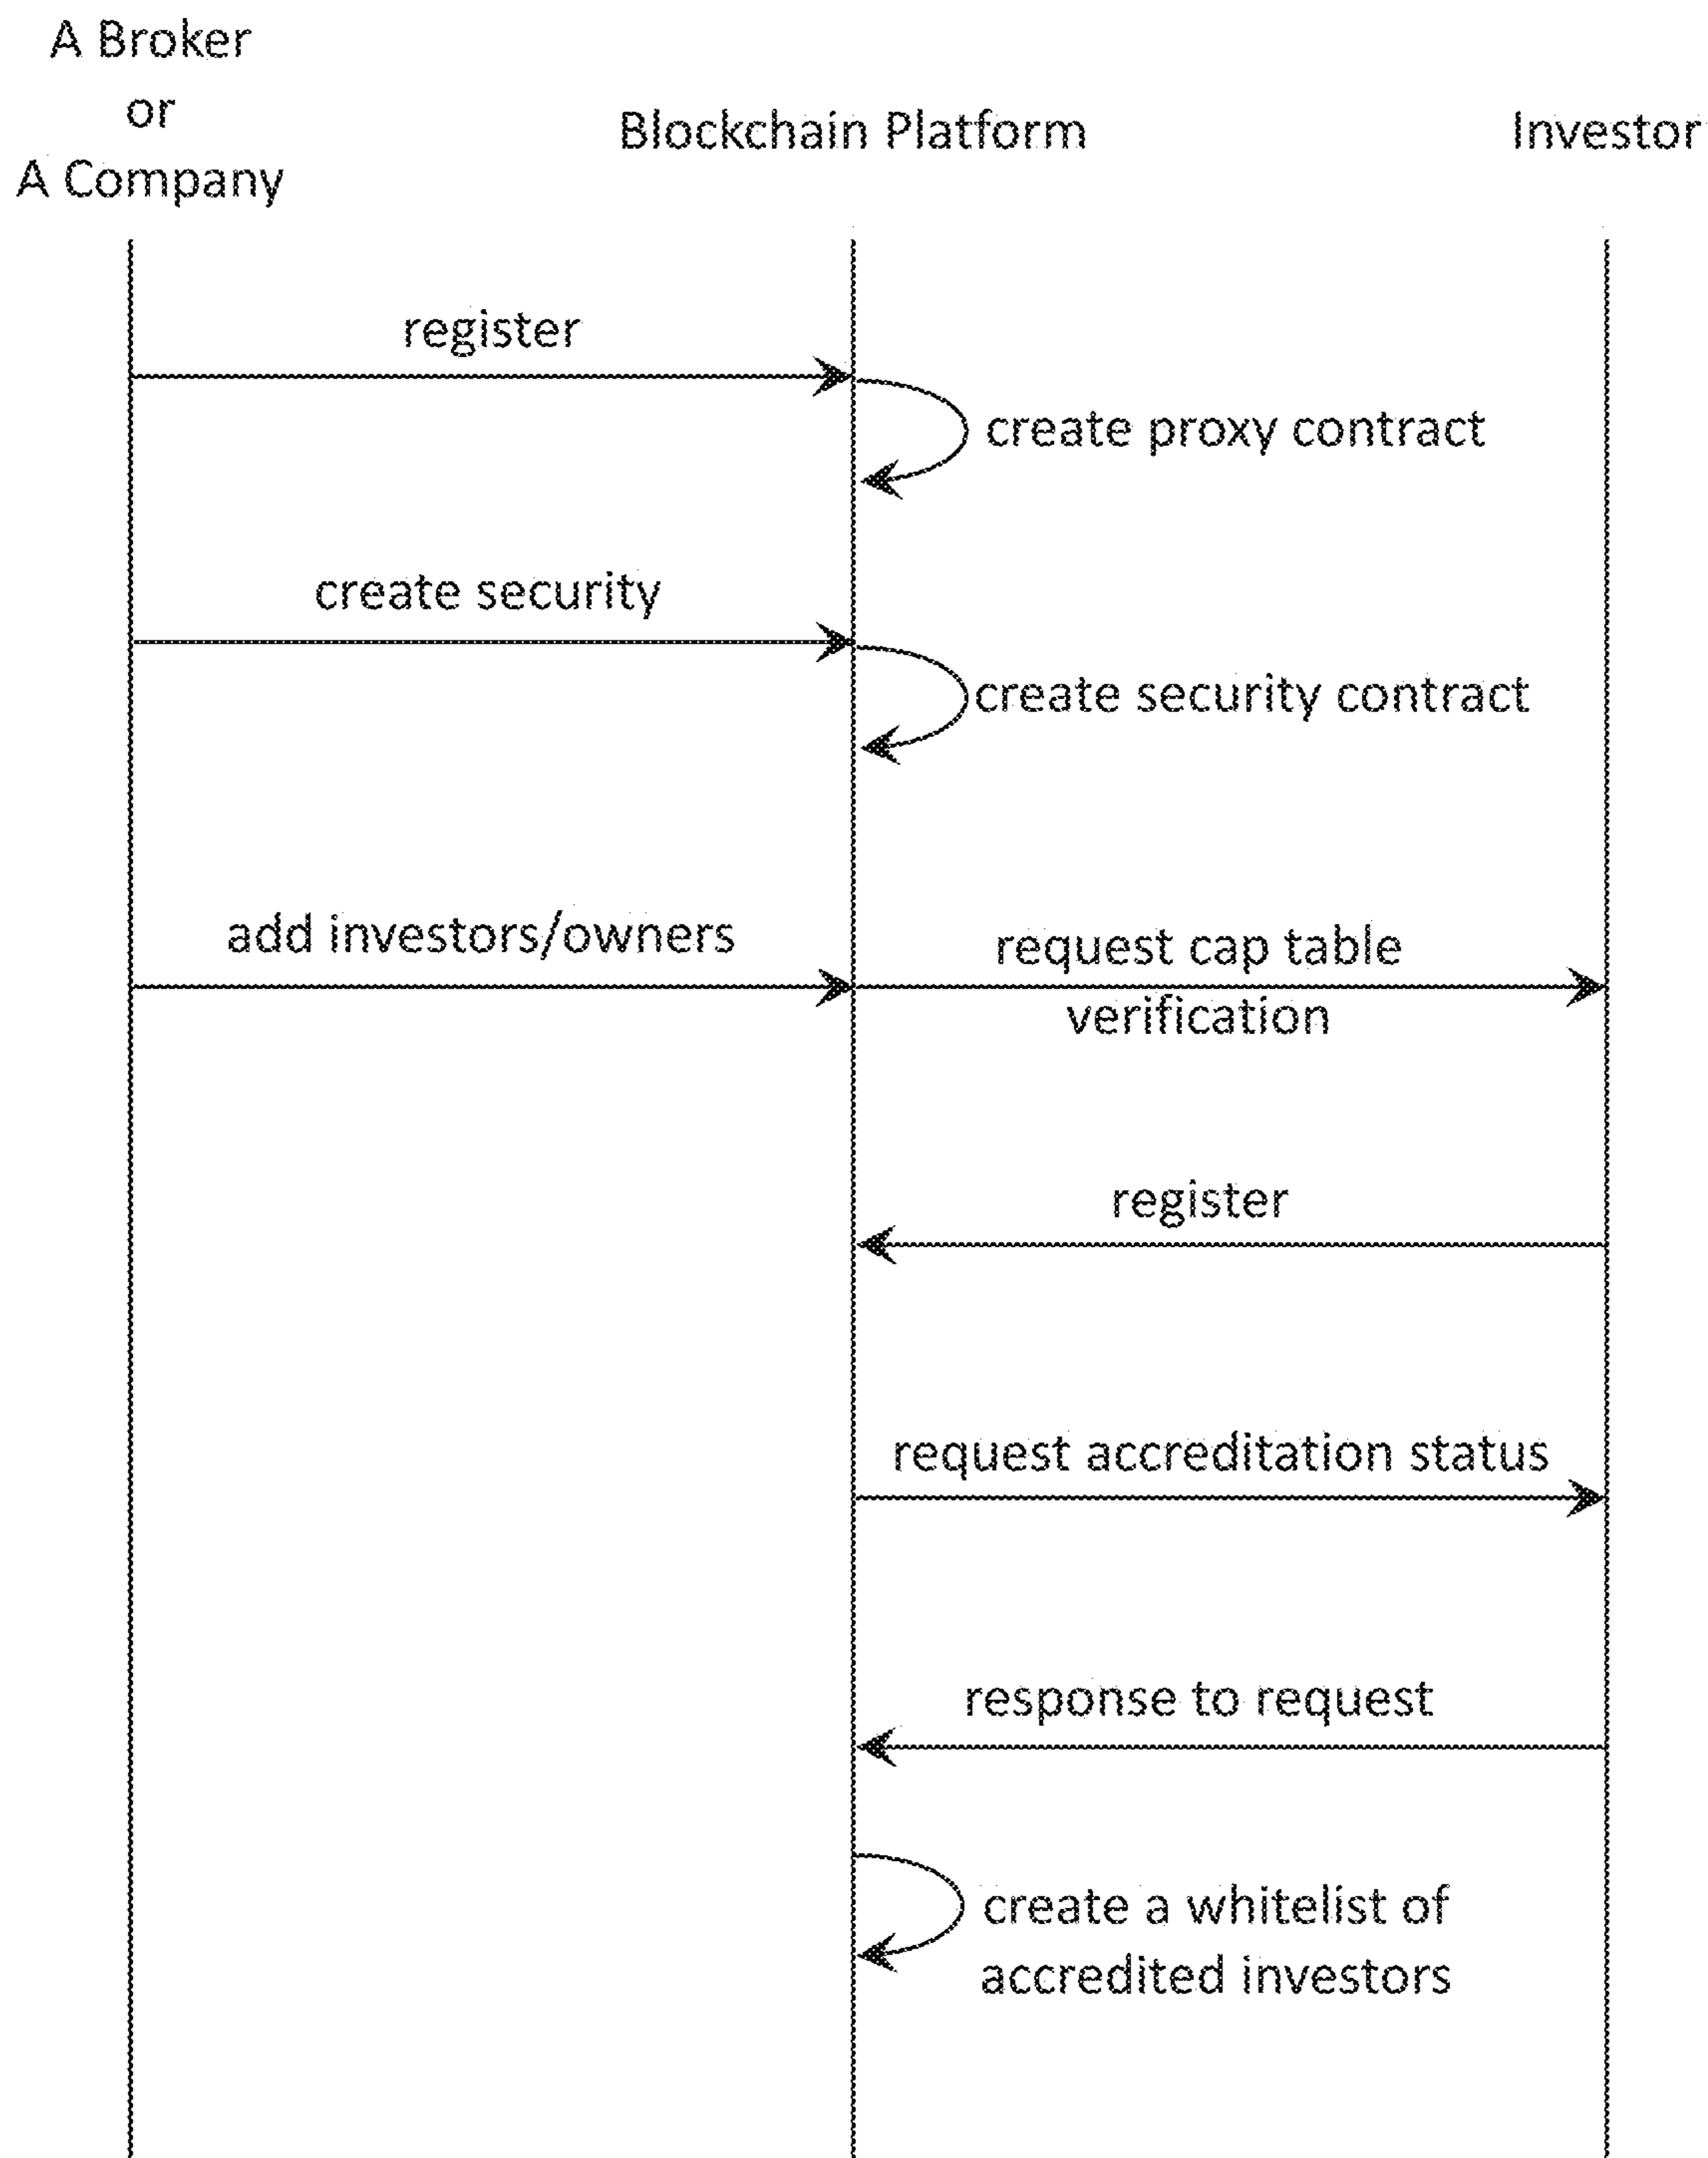 A Broker
or
A Company
Blockchain Platform
Investor
register
create proxy contract
create security
create security contract
add investors/owners
request cap table
verification
register
request accreditation status
response to request
create a whitelist of
accredited investors